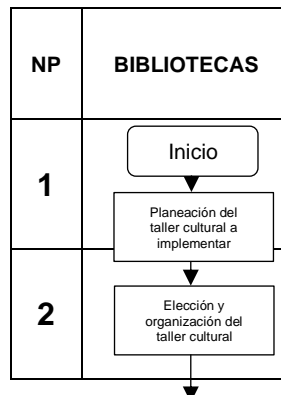 NP BIBLIOTECAS
Inicio
1
Planeación del
taller cultural a
implementar
2
Elección y
organización del
taller cultural